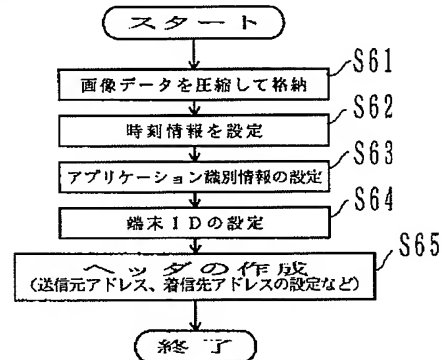 スタート
画像データを圧縮して格納
S61
時刻情報を設定
S62
アプリケーション識別情報の設定
S63
端末IDの設定
S64
ヘッダの作成
(送信元アドレス、着信先アドレスの設定など)
S65
終了